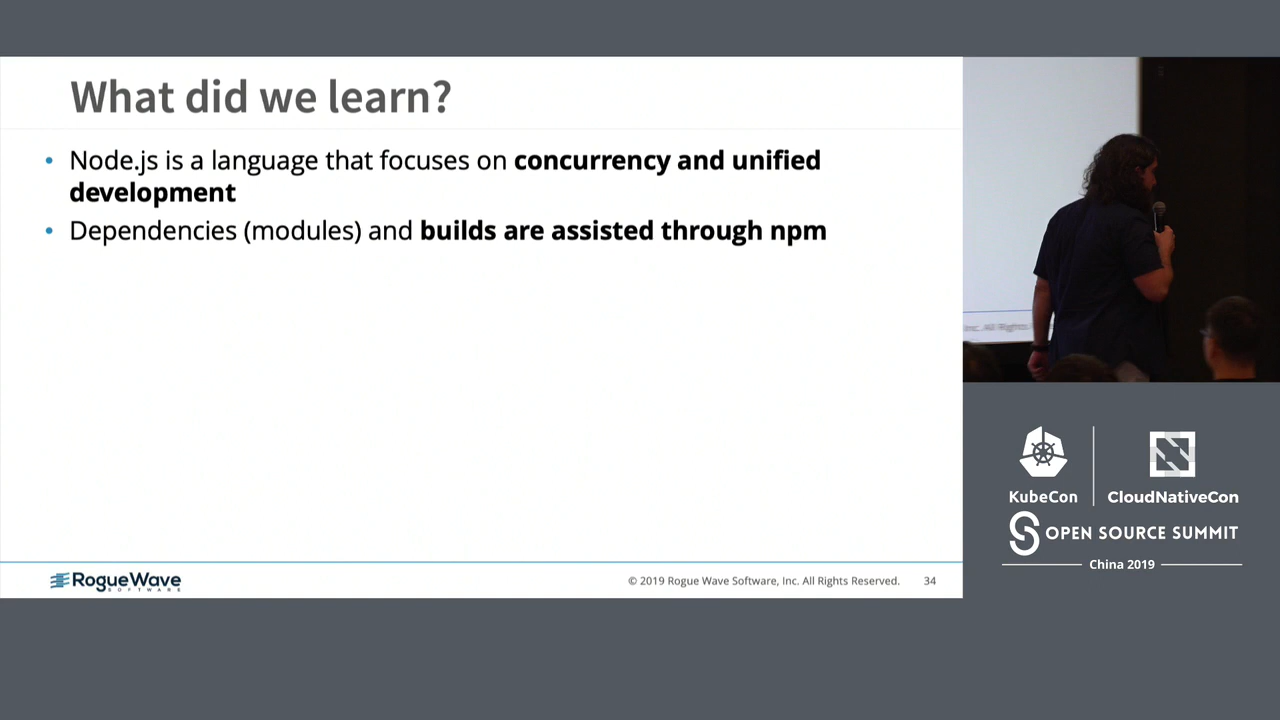 What did we learn?
• Node.js is a language that focuses on concurrency and unified
development
• Dependencies (modules) and builds are assisted through npm
RogueWave
SOFTWARE
© 2019 Rogue Wave Software, Inc. All Rights Reserved.
34
KubeCon
CloudNativeCon
OPEN SOURCE SUMMIT
China 2019